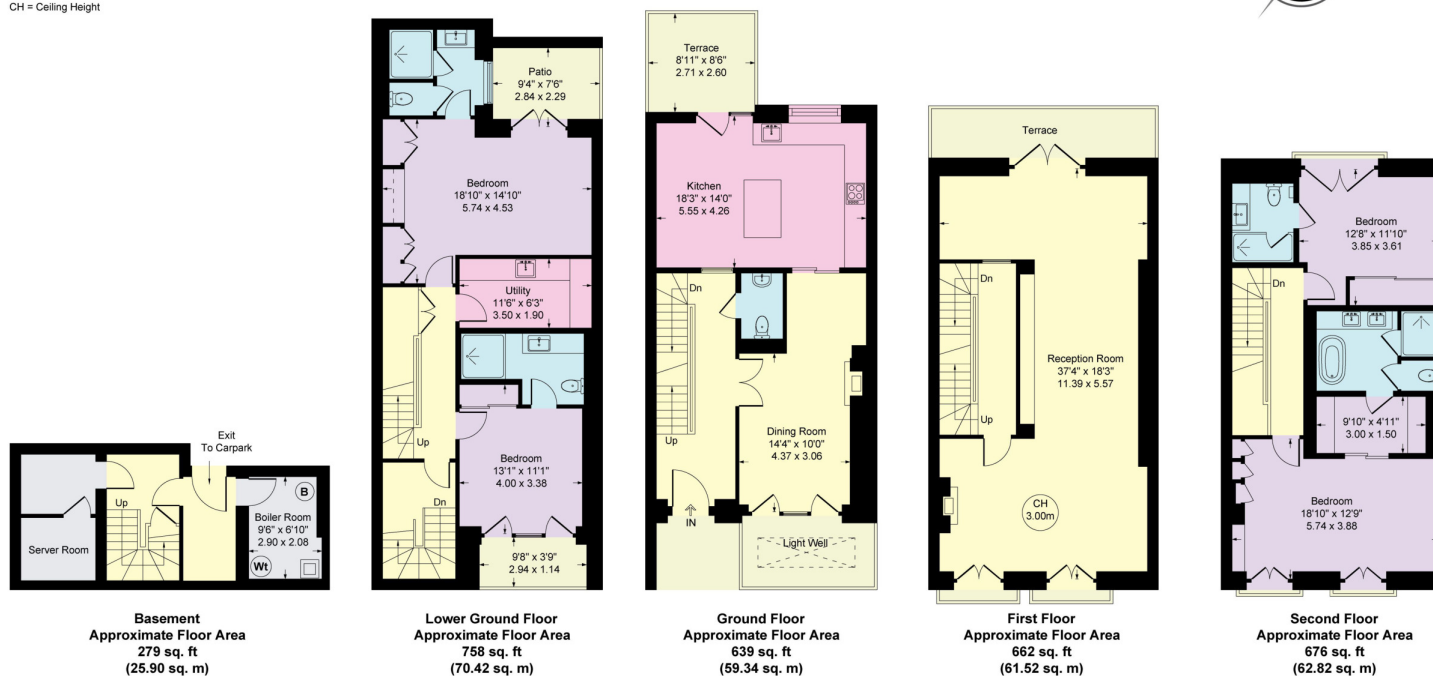 CH = Ceiling Height
Exit
To Carpark
Up
Server Room
Boiler Room
9'6" x 6'10"
2.90 x 2.08
B
Wt
Basement
Approximate Floor Area
279 sq. ft
(25.90 sq. m)
Patio
9'4" x 7'6"
2.84 x 2.29
Bedroom
18'10" x 14'10"
5.74 x 4.53
Utility
11'6" x 6'3"
3.50 x 1.90
Up
Dn
Bedroom
13'1" x 11'1"
4.00 x 3.38
9'8" x 3'9"
2.94 x 1.14
Lower Ground Floor
Approximate Floor Area
758 sq. ft
(70.42 sq. m)
Terrace
8'11" x 8'6"
2.71 x 2.60
Kitchen
18'3" x 14'0"
5.55 x 4.26
Dn
Up
Dining Room
14'4" x 10'0"
4.37 x 3.06
IN
Light Well
Ground Floor
Approximate Floor Area
639 sq. ft
(59.34 sq. m)
Terrace
Dn
Up
Reception Room
37'4" x 18'3"
11.39 x 5.57
CH
3.00m
First Floor
Approximate Floor Area
662 sq. ft
(61.52 sq. m)
Bedroom
12'8" x 11'10"
3.85 x 3.61
Dn
9'10" x 4'11"
3.00 x 1.50
Bedroom
18'10" x 12'9"
5.74 x 3.88
Second Floor
Approximate Floor Area
676 sq. ft
(62.82 sq. m)